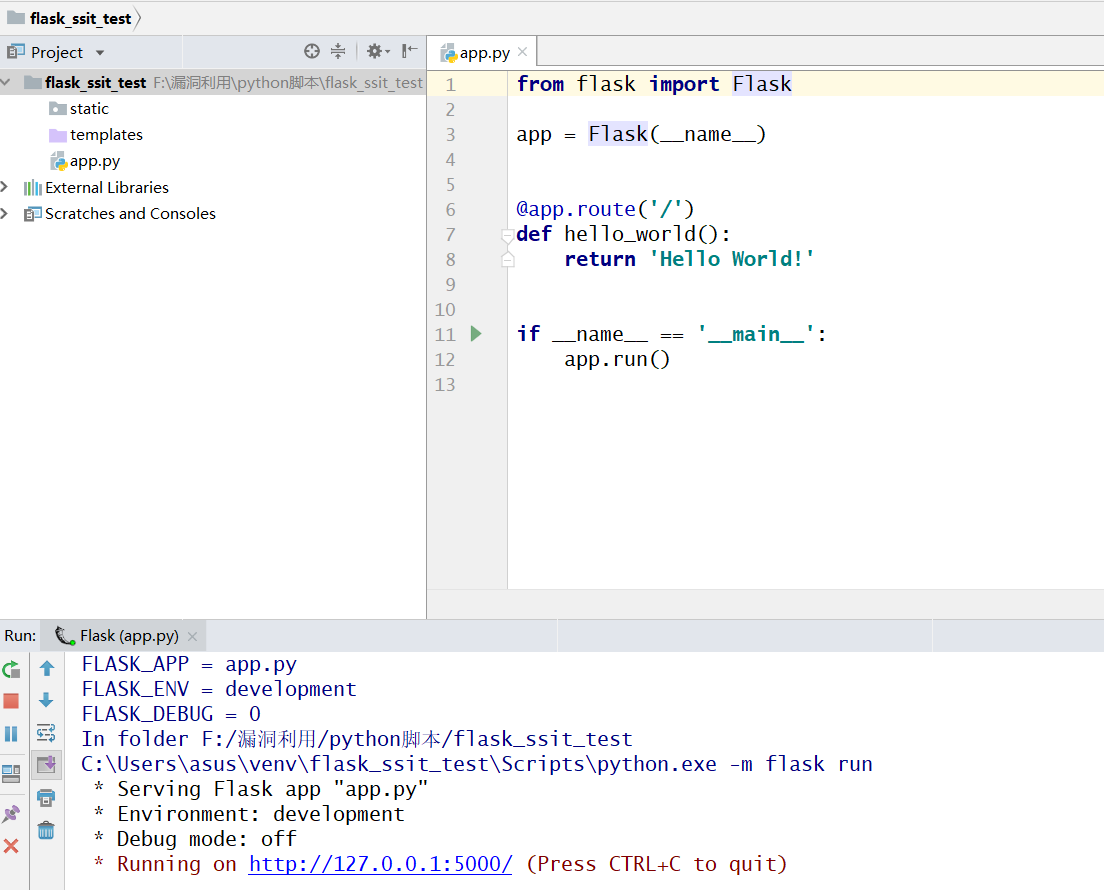 flask_ssit_test
Project
flask_ssit_test F:\漏洞利用\python脚本\flask_ssit_test
static
templates
app.py
External Libraries
Scratches and Consoles
app.py
1 from flask import Flask
2
3 app = Flask(__name__)
4
5
6 @app.route('/')
7 def hello_world():
8 return 'Hello World!'
9
10
11 if __name__ == '__main__':
12 app.run()
13
Run: Flask (app.py)
FLASK_APP = app.py
FLASK_ENV = development
FLASK_DEBUG = 0
In folder F:/漏洞利用/python脚本/flask_ssit_test
C:\Users\asus\venv\flask_ssit_test\Scripts\python.exe -m flask run
* Serving Flask app "app.py"
* Environment: development
* Debug mode: off
* Running on http://127.0.0.1:5000/ (Press CTRL+C to quit)